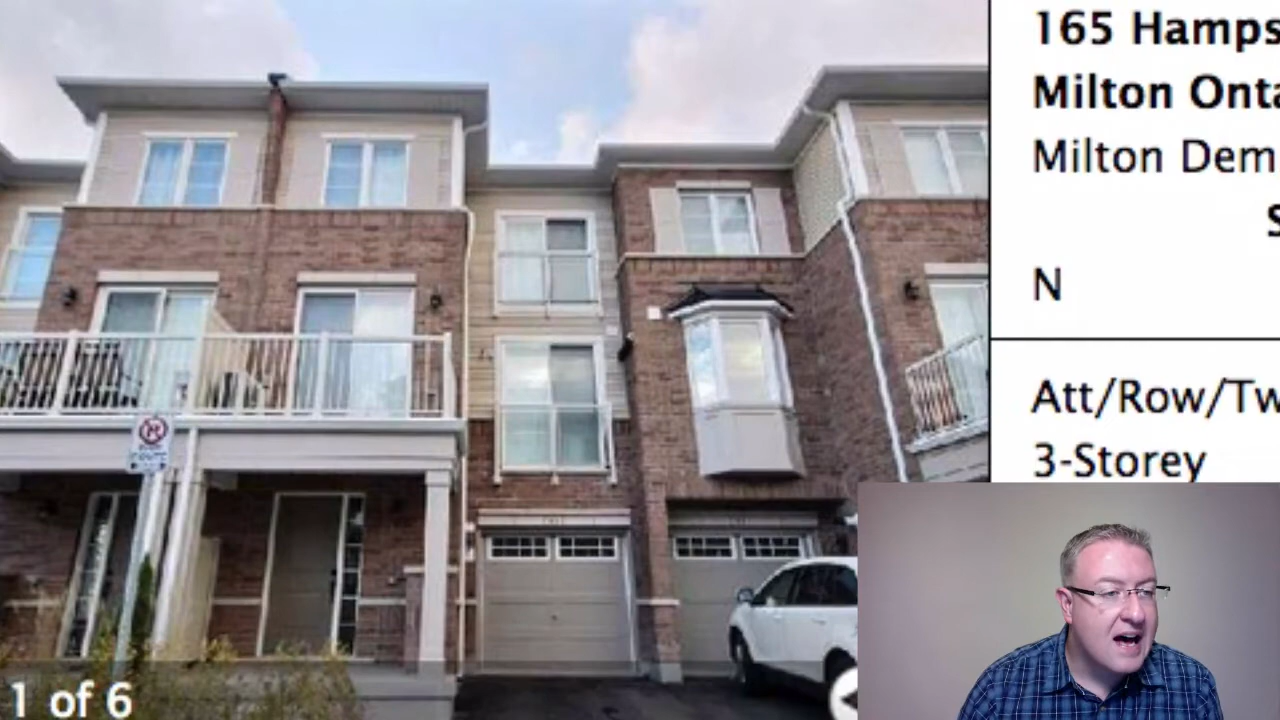 165 Hamps
Milton Onta
Milton Dem
S
N
Att/Row/Tw
3-Storey
1 of 6